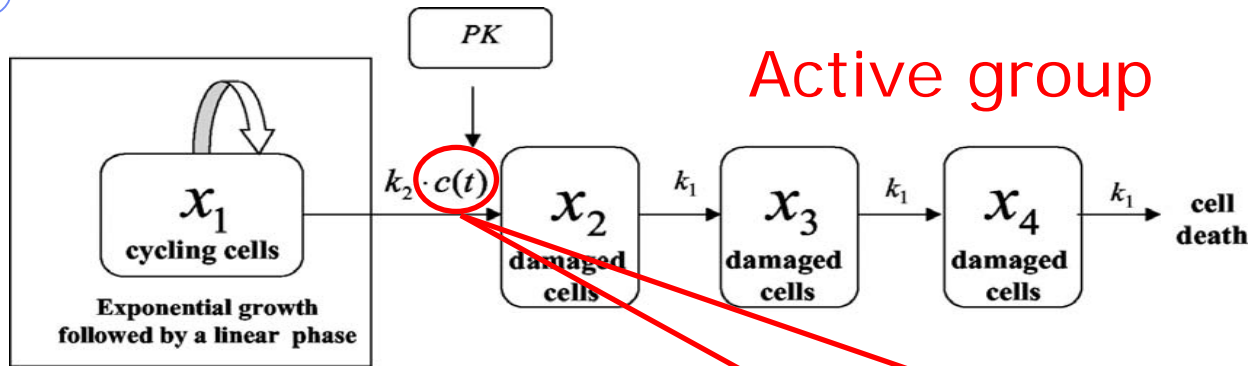 PK
Active group
k₂ · c(t)
x₁
cycling cells
Exponential growth
followed by a linear phase
x₂
damaged
cells
k₁
x₃
damaged
cells
k₁
x₄
damaged
cells
k₁
cell
death